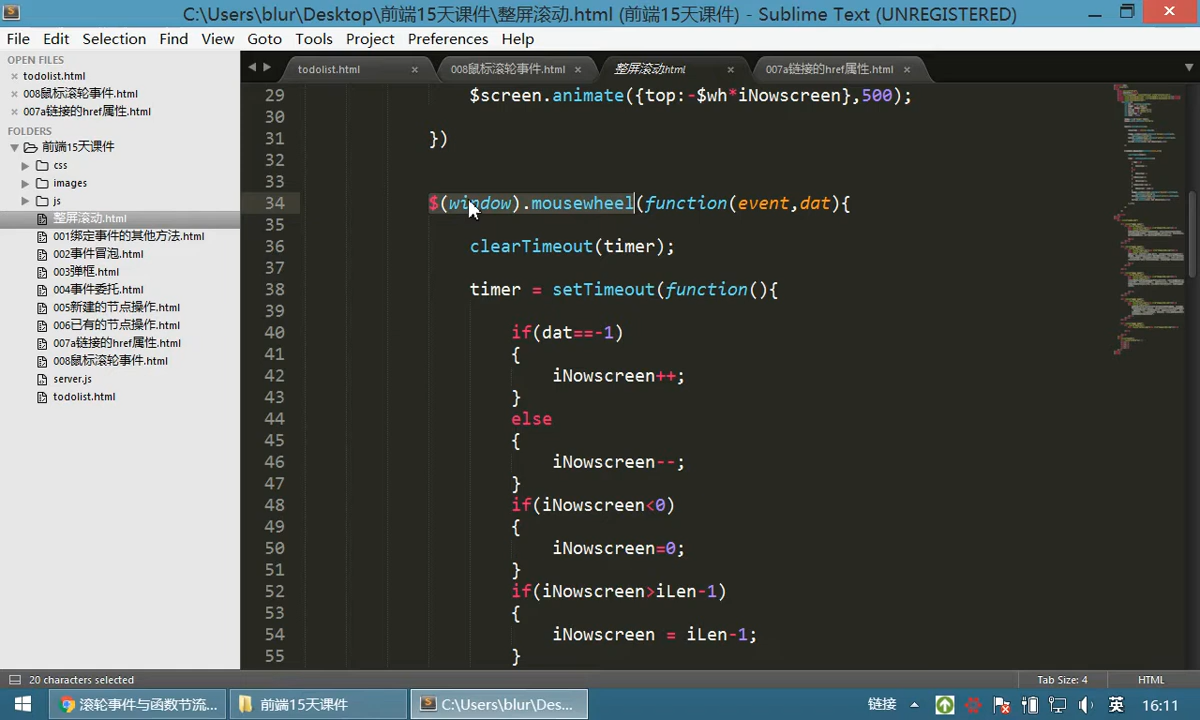 C:\Users\blur\Desktop\前端15天课件\整屏滚动.html (前端15天课件) - Sublime Text (UNREGISTERED)
File Edit Selection Find View Goto Tools Project Preferences Help
OPEN FILES
todolist.html
008鼠标滚轮事件.html
007a链接的href属性.html
FOLDERS
前端15天课件
css
images
js
整屏滚动.html
001绑定事件的其他方法.html
002事件冒泡.html
003弹框.html
004事件委托.html
005新建的节点操作.html
006已有的节点操作.html
007a链接的href属性.html
008鼠标滚轮事件.html
server.js
todolist.html
todolist.html 008鼠标滚轮事件.html 整屏滚动html 007a链接的href属性.html
29 $screen.animate({top:-$wh*iNowscreen},500);
30
31 })
32
33
34 $(window).mousewheel(function(event,dat){
35
36 clearTimeout(timer);
37
38 timer = setTimeout(function(){
39
40 if(dat==-1)
41 {
42 iNowscreen++;
43 }
44 else
45 {
46 iNowscreen--;
47 }
48 if(iNowscreen<0)
49 {
50 iNowscreen=0;
51 }
52 if(iNowscreen>iLen-1)
53 {
54 iNowscreen = iLen-1;
55 }
20 characters selected Tab Size: 4 HTML
滚轮事件与函数节流... 前端15天课件 C:\Users\blur\Des... 链接 英 16:11